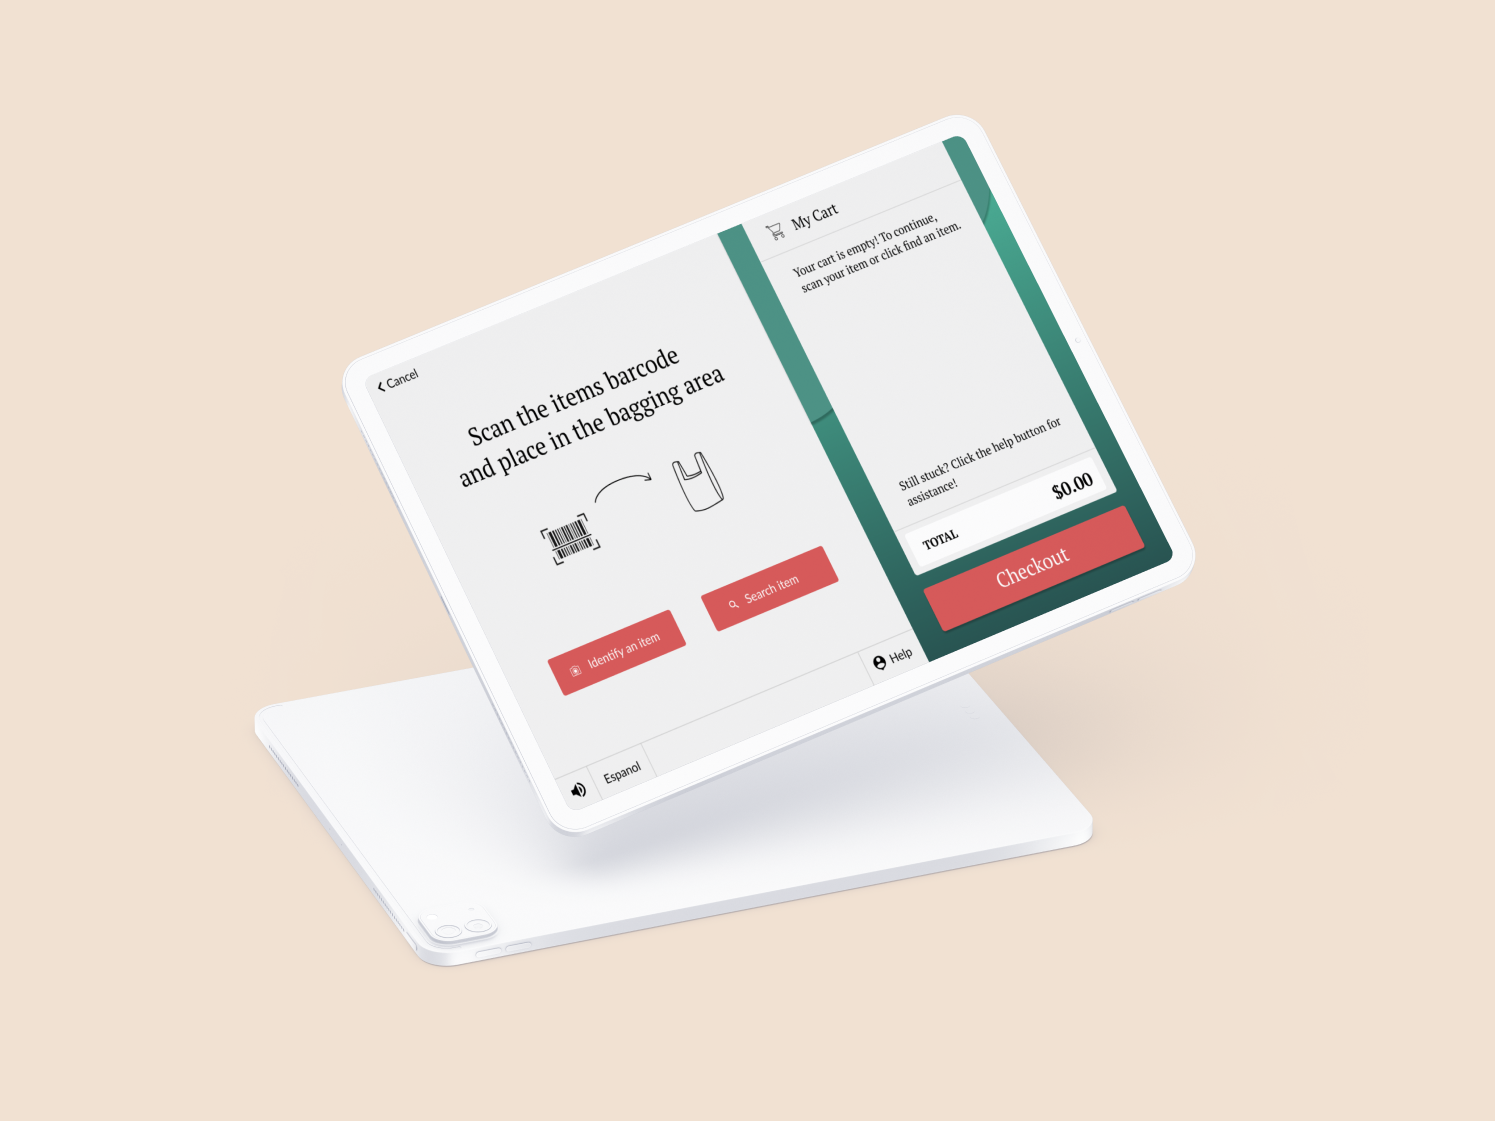 Cancel
Scan the items barcode
and place in the bagging area
Identify an item
Search item
Espanol
Help
My Cart
Your cart is empty! To continue,
scan your item or click find an item.
Still stuck? Click the help button for
assistance!
TOTAL
$0.00
Checkout